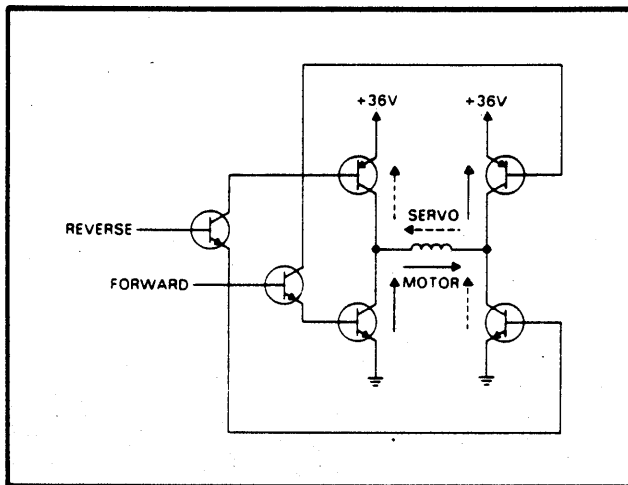 +36V +36V
SERVO
REVERSE
FORWARD
MOTOR